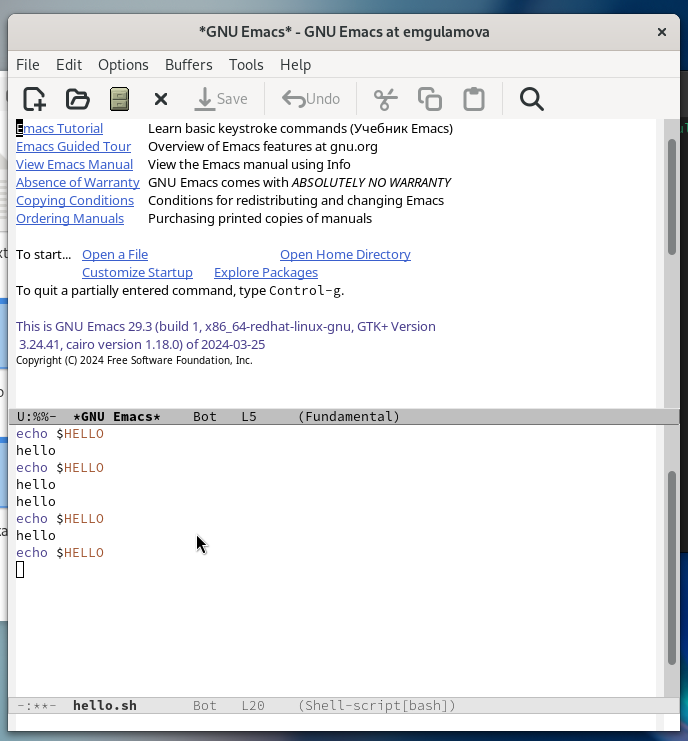 *GNU Emacs* - GNU Emacs at emgulamova
File Edit Options Buffers Tools Help
Save Undo
Emacs Tutorial Learn basic keystroke commands (Учебник Emacs)
Emacs Guided Tour Overview of Emacs features at gnu.org
View Emacs Manual View the Emacs manual using Info
Absence of Warranty GNU Emacs comes with ABSOLUTELY NO WARRANTY
Copying Conditions Conditions for redistributing and changing Emacs
Ordering Manuals Purchasing printed copies of manuals
To start... Open a File Open Home Directory
Customize Startup Explore Packages
To quit a partially entered command, type Control-g.
This is GNU Emacs 29.3 (build 1, x86_64-redhat-linux-gnu, GTK+ Version
3.24.41, cairo version 1.18.0) of 2024-03-25
Copyright (C) 2024 Free Software Foundation, Inc.
U:%%- *GNU Emacs* Bot L5 (Fundamental)
echo $HELLO
hello
echo $HELLO
hello
hello
echo $HELLO
hello
echo $HELLO
-:**- hello.sh Bot L20 (Shell-script[bash])